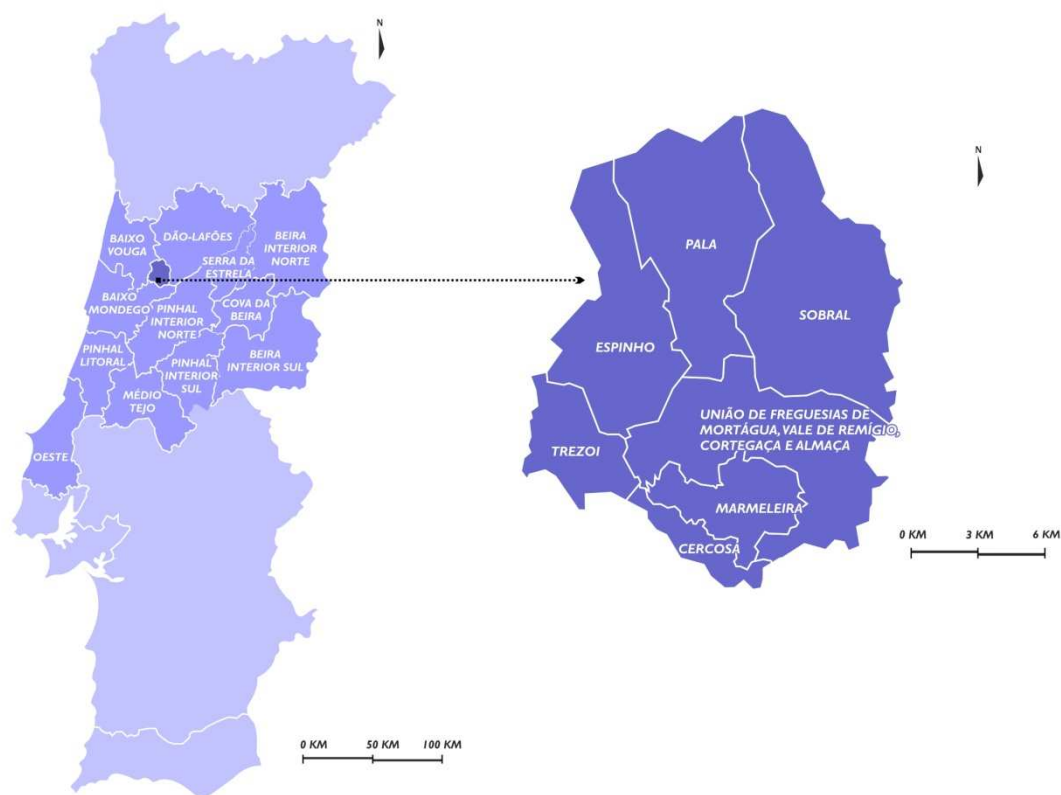 N
BAIXO
VOUGA
DÃO-LAFÕES
BEIRA
INTERIOR
NORTE
SERRA DA
ESTRELA
BAIXO
MONDEGO
PINHAL
INTERIOR
NORTE
COVA DA
BEIRA
PINHAL
LITORAL
PINHAL
INTERIOR
SUL
BEIRA
INTERIOR SUL
MÉDIO
TEJO
OESTE
0 KM 50 KM 100 KM
N
PALA
SOBRAL
ESPINHO
UNIÃO DE FREGUESIAS DE
MORTÁGUA, VALE DE REMÍGIO,
CORTEGAÇA E ALMAÇA
TREZOI
MARMELEIRA
CERCOSA
0 KM 3 KM 6 KM